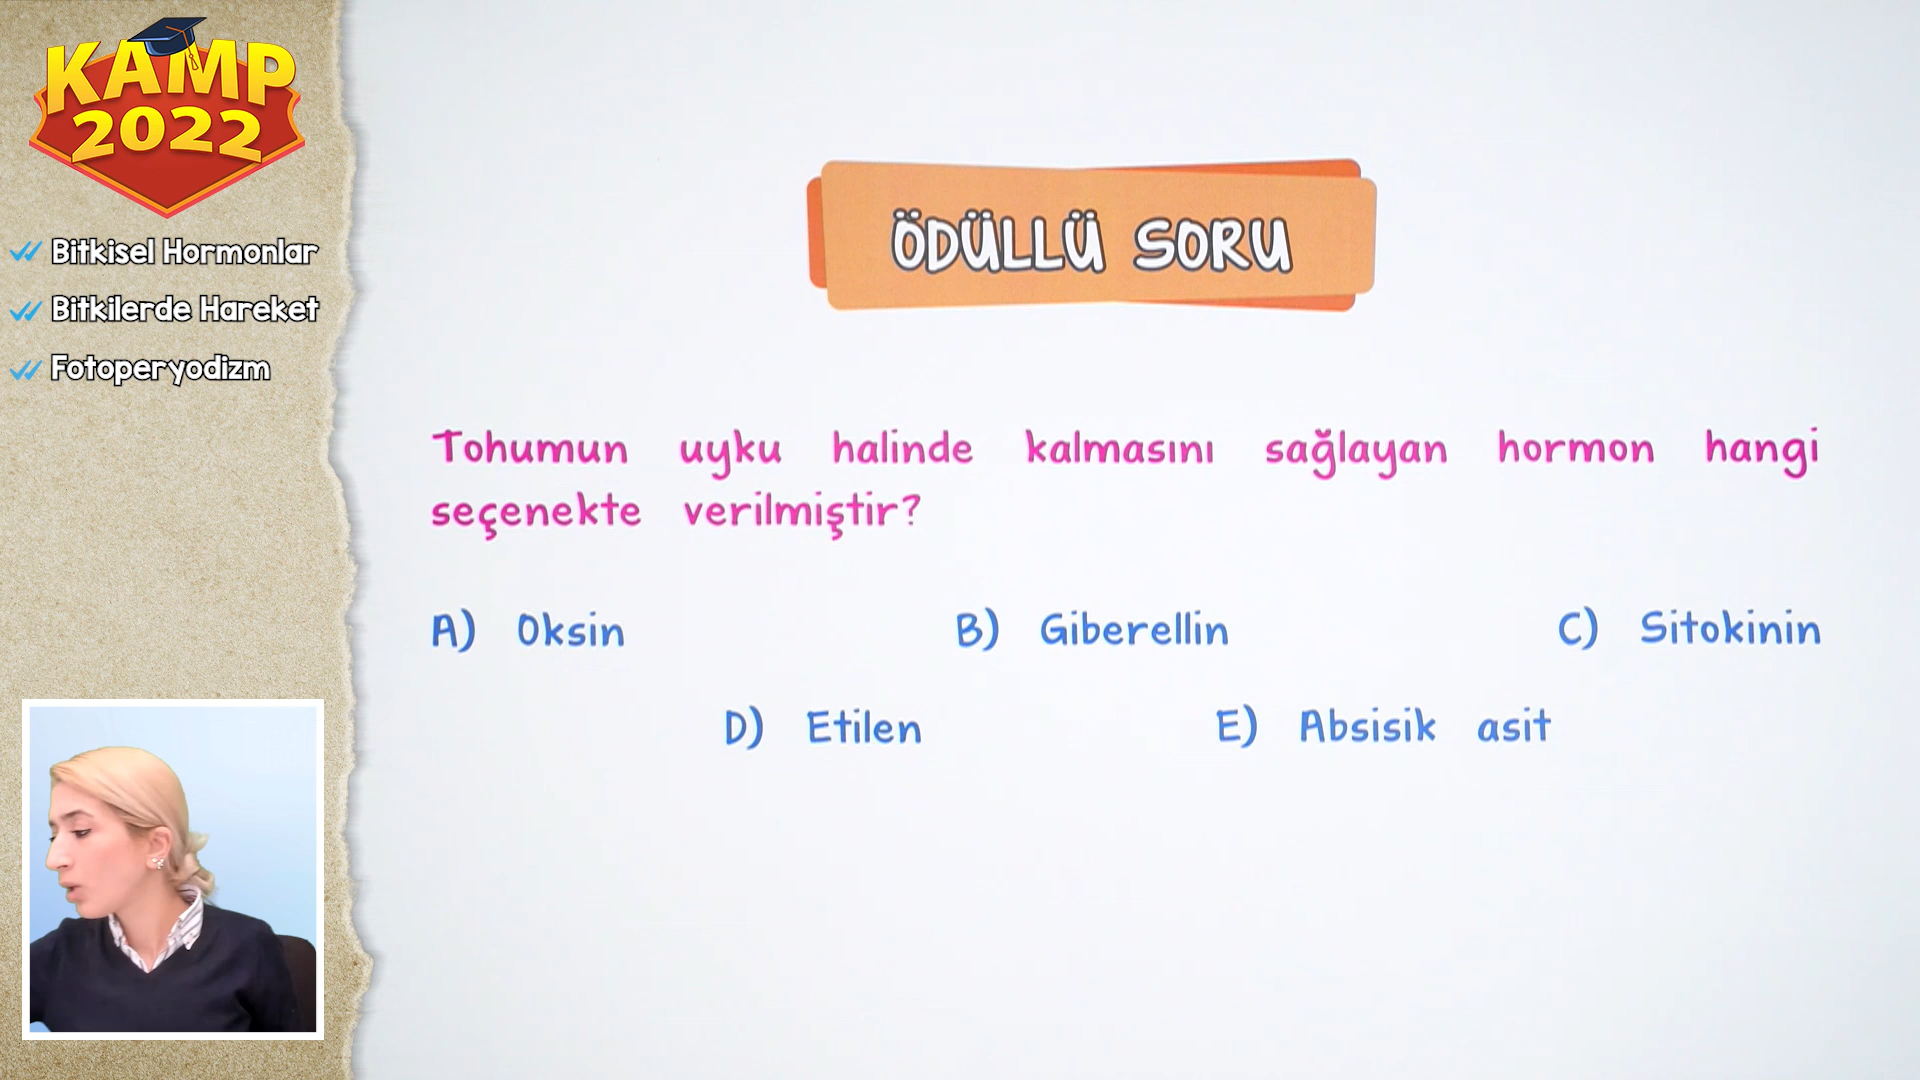 KAMP
2022
Bitkisel Hormonlar
Bitkilerde Hareket
Fotoperyodizm
ÖDÜLLÜ SORU
Tohumun uyku halinde kalmasını sağlayan hormon hangi
seçenekte verilmiştir?
A) Oksin B) Giberellin C) Sitokinin
D) Etilen E) Absisik asit